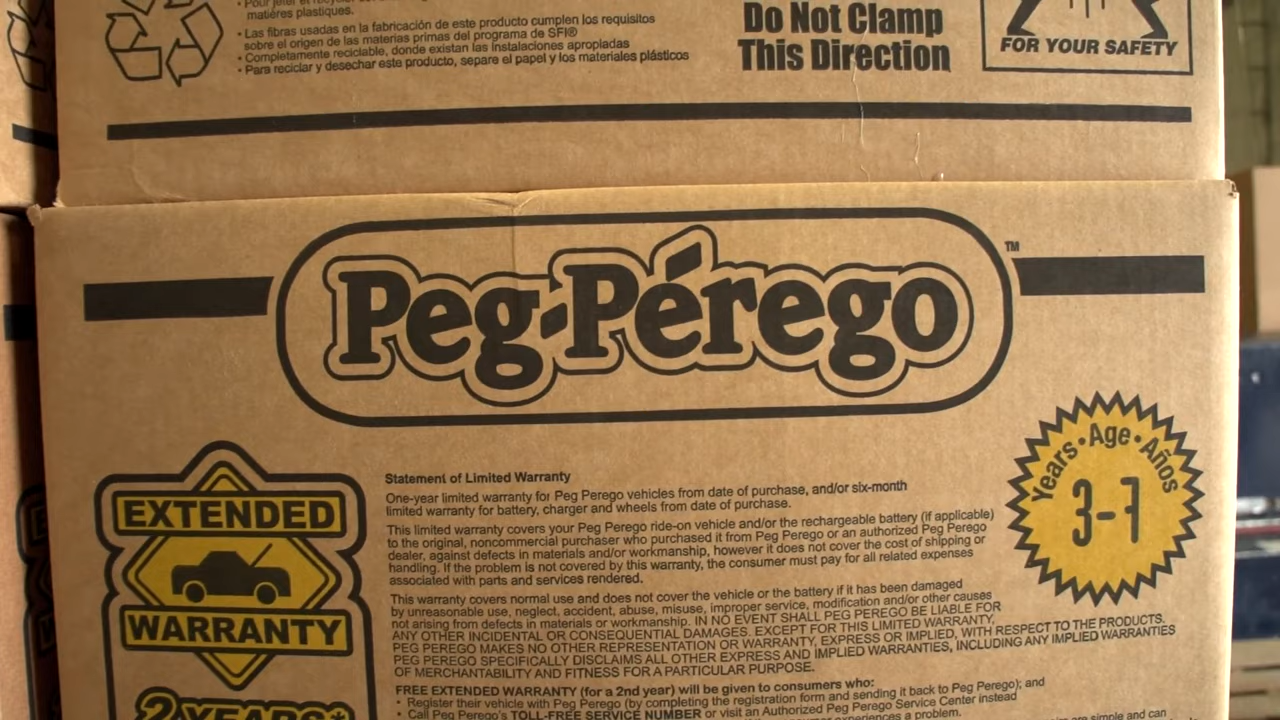 matières plastiques.
• Las fibras usadas en la fabricación de este producto cumplen los requisitos
sobre el origen de las materias primas del programa de SFI®
• Completamente reciclable, donde existan las instalaciones apropiadas
• Para reciclar y desechar este producto, separe el papel y los materiales plásticos
Do Not Clamp
This Direction
FOR YOUR SAFETY
Peg-Pérego
TM
Years • Age • Años
3-7
EXTENDED
WARRANTY
2 YEARS*
Statement of Limited Warranty
One-year limited warranty for Peg Perego vehicles from date of purchase, and/or six-month
limited warranty for battery, charger and wheels from date of purchase.
This limited warranty covers your Peg Perego ride-on vehicle and/or the rechargeable battery (if applicable)
to the original, noncommercial purchaser who purchased it from Peg Perego or an authorized Peg Perego
dealer, against defects in materials and/or workmanship, however it does not cover the cost of shipping or
handling. If the problem is not covered by this warranty, the consumer must pay for all related expenses
associated with parts and services rendered.
This warranty covers normal use and does not cover the vehicle or the battery if it has been damaged
by unreasonable use, neglect, accident, abuse, misuse, improper service, modification and/or other causes
not arising from defects in materials or workmanship. IN NO EVENT SHALL PEG PEREGO BE LIABLE FOR
ANY OTHER INCIDENTAL OR CONSEQUENTIAL DAMAGES. EXCEPT FOR THIS LIMITED WARRANTY,
PEG PEREGO MAKES NO OTHER REPRESENTATION OR WARRANTY, EXPRESS OR IMPLIED, WITH RESPECT TO THE PRODUCTS.
PEG PEREGO SPECIFICALLY DISCLAIMS ALL OTHER EXPRESS AND IMPLIED WARRANTIES, INCLUDING ANY IMPLIED WARRANTIES
OF MERCHANTABILITY AND FITNESS FOR A PARTICULAR PURPOSE.
FREE EXTENDED WARRANTY (for a 2nd year) will be given to consumers who:
• Register their vehicle with Peg Perego (by completing the registration form and sending it back to Peg Perego); and
• Call Peg Perego's TOLL-FREE SERVICE NUMBER or visit an Authorized Peg Perego Service Center instead
experiences a problem.
are simple and can